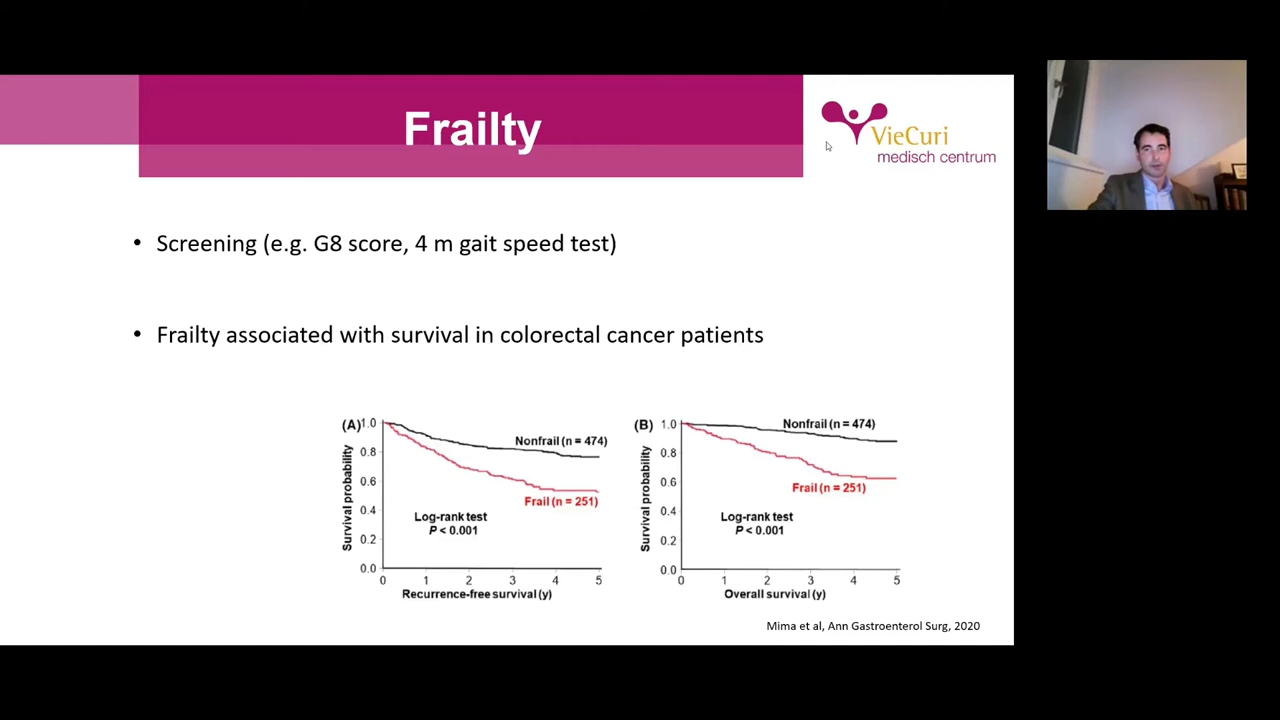 Frailty
VieCuri
medisch centrum
• Screening (e.g. G8 score, 4 m gait speed test)
• Frailty associated with survival in colorectal cancer patients
(A)
1.0
0.8
0.6
0.4
0.2
0.0
Survival probability
Nonfrail (n = 474)
Frail (n = 251)
Log-rank test
P < 0.001
0 1 2 3 4 5
Recurrence-free survival (y)
(B)
1.0
0.8
0.6
0.4
0.2
0.0
Survival probability
Nonfrail (n = 474)
Frail (n = 251)
Log-rank test
P < 0.001
0 1 2 3 4 5
Overall survival (y)
Mima et al, Ann Gastroenterol Surg, 2020